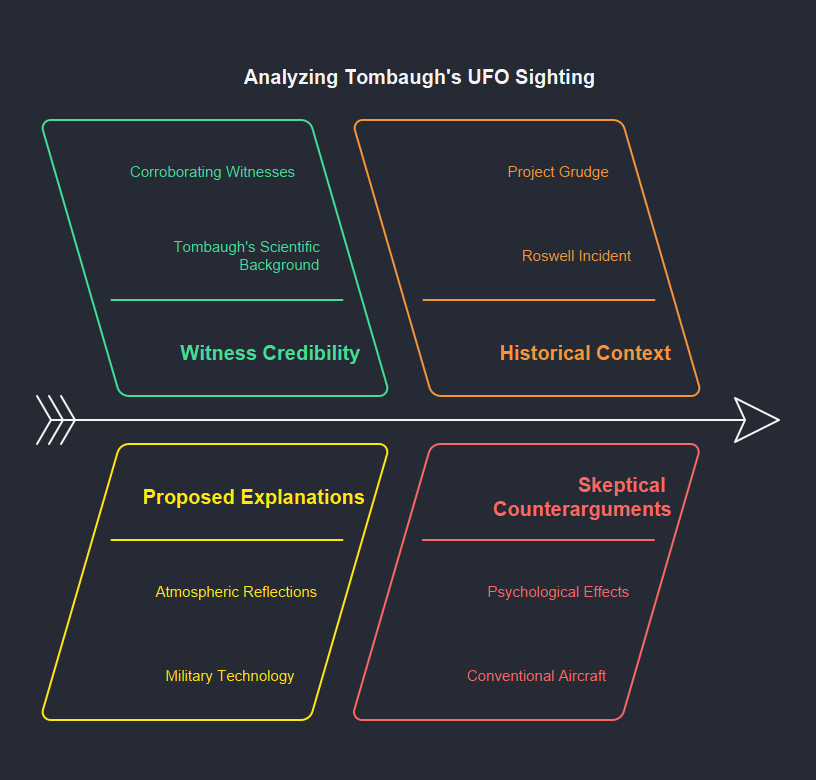 Analyzing Tombaugh's UFO Sighting
Corroborating Witnesses
Tombaugh's Scientific
Background
Witness Credibility
Project Grudge
Roswell Incident
Historical Context
Proposed Explanations
Atmospheric Reflections
Military Technology
Skeptical
Counterarguments
Psychological Effects
Conventional Aircraft